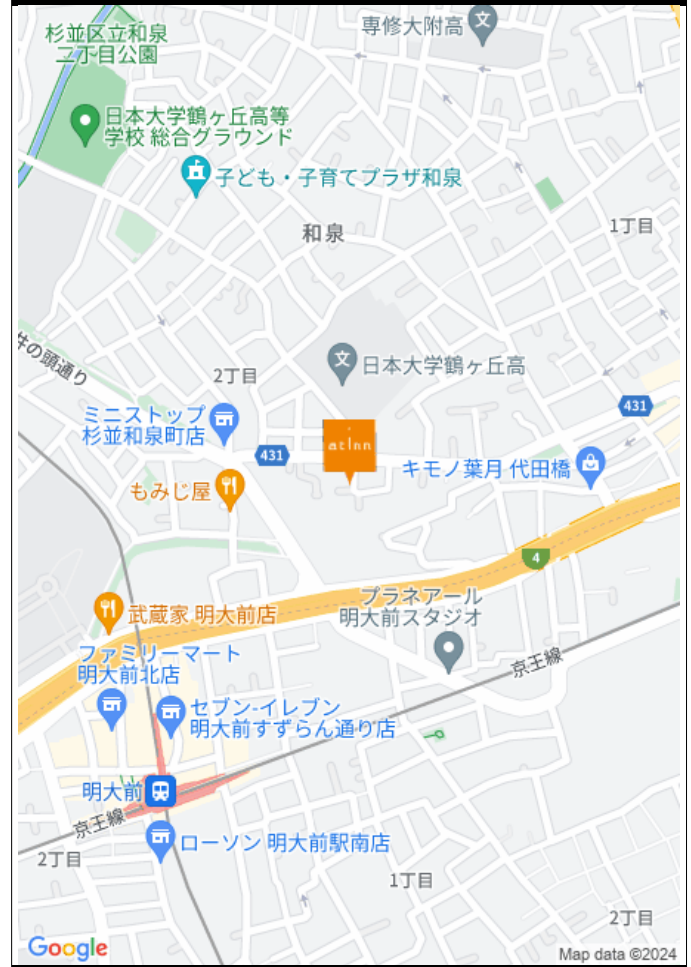 専修大附高
杉並区立和泉
二丁目公園
日本大学鶴ヶ丘高等
学校 総合グラウンド
子ども・子育てプラザ和泉
和泉
1丁目
井の頭通り
日本大学鶴ヶ丘高
2丁目
ミニストップ
杉並和泉町店
431
atInn
431
キモノ葉月 代田橋
もみじ屋
4
プラネアール
明大前スタジオ
武蔵家 明大前店
ファミリーマート
明大前北店
京王線
セブン-イレブン
明大前すずらん通り店
明大前
京王線
ローソン 明大前駅南店
2丁目
1丁目
2丁目
Google
Map data ©2024